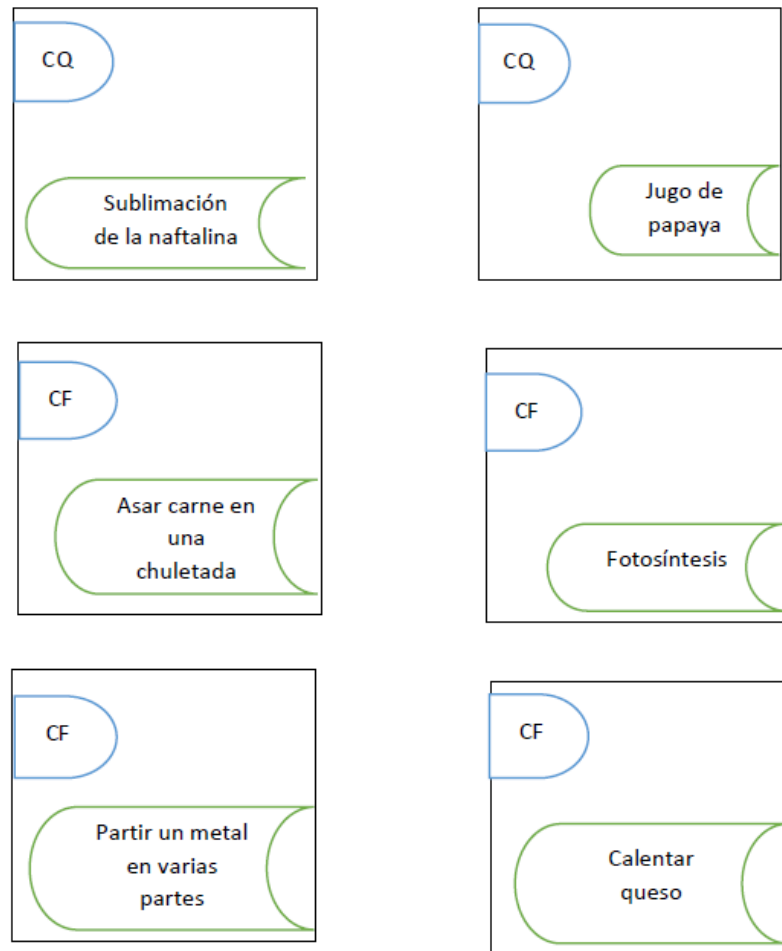 CQ
Sublimación
de la naftalina
CQ
Jugo de
papaya
CF
Asar carne en
una
chuletada
CF
Fotosíntesis
CF
Partir un metal
en varias
partes
CF
Calentar
queso